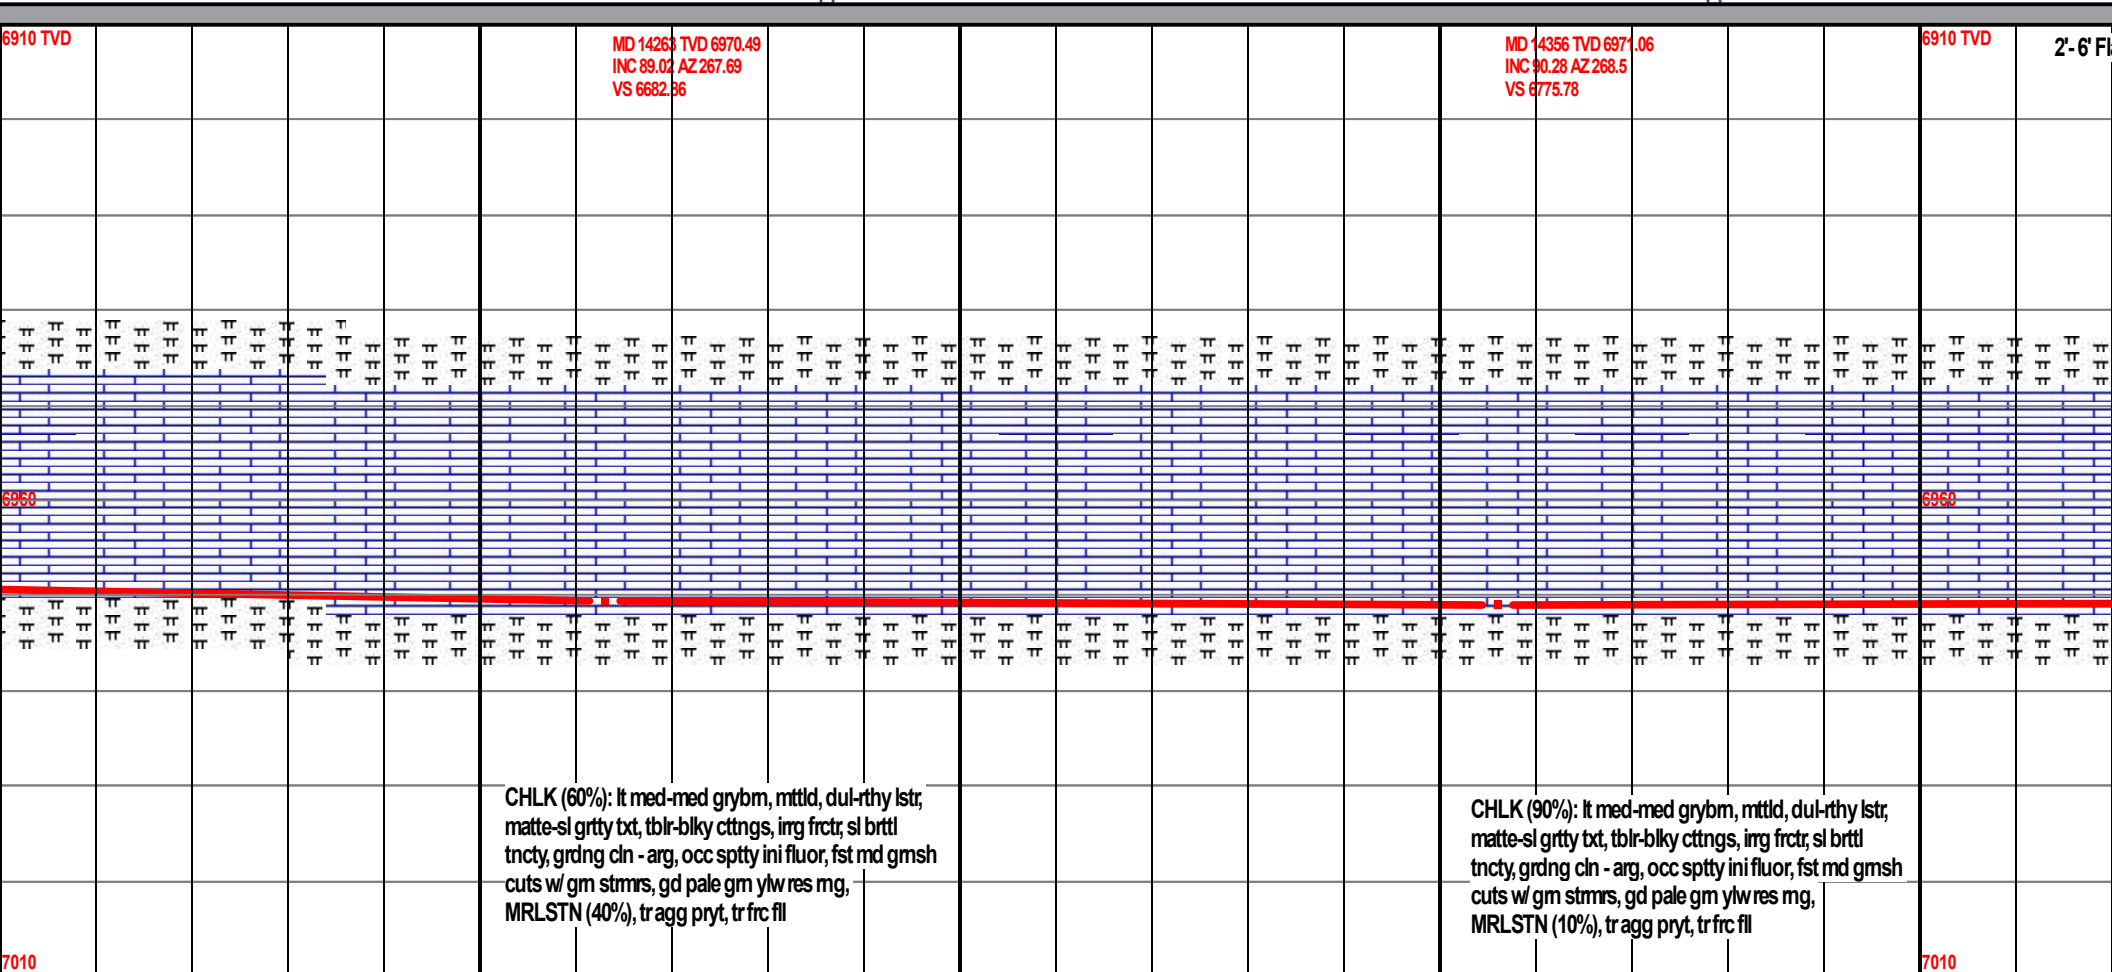 6910 TVD
MD 14263 TVD 6970.49
INC 89.02 AZ 267.69
VS 6682.86
MD 14356 TVD 6971.06
INC 90.28 AZ 268.5
VS 6775.78
6910 TVD
2'- 6' Fl
6960
6960
CHLK (60%): lt med-med grybrn, mttld, dul-rthy lstr,
matte-sl grtty txt, tblr-blky cttngs, irrg frctr, sl brttl
tncty, grdng cln - arg, occ sptty ini fluor, fst md grnsh
cuts w/ grn strmrs, gd pale grn ylw res rng,
MRLSTN (40%), tr agg pryt, tr frc fll
CHLK (90%): lt med-med grybrn, mttld, dul-rthy lstr,
matte-sl grtty txt, tblr-blky cttngs, irrg frctr, sl brttl
tncty, grdng cln - arg, occ sptty ini fluor, fst md grnsh
cuts w/ grn strmrs, gd pale grn ylw res rng,
MRLSTN (10%), tr agg pryt, tr frc fll
7010
7010